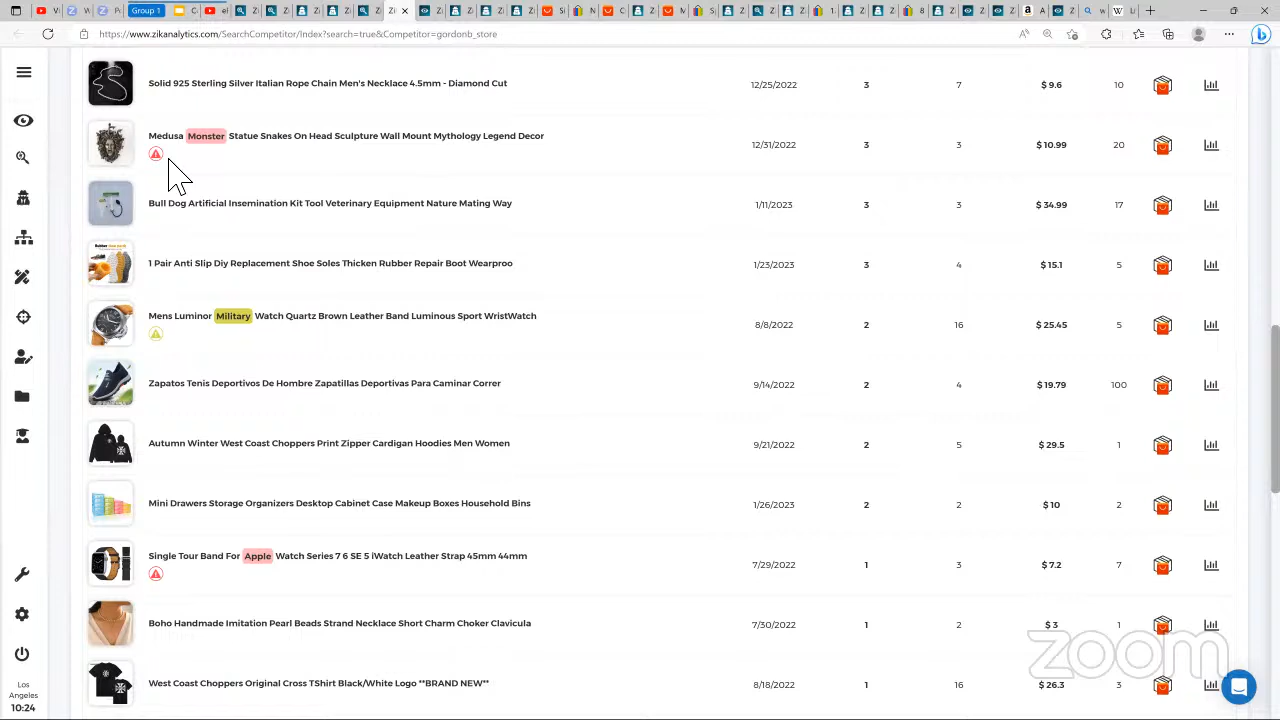 Group 1
https://www.zikanalytics.com/SearchCompetitor/Index?search=true&Competitor=gordonb_store
Solid 925 Sterling Silver Italian Rope Chain Men's Necklace 4.5mm - Diamond Cut 12/25/2022 3 7 $ 9.6 10
Medusa Monster Statue Snakes On Head Sculpture Wall Mount Mythology Legend Decor 12/31/2022 3 3 $ 10.99 20
Bull Dog Artificial Insemination Kit Tool Veterinary Equipment Nature Mating Way 1/11/2023 3 3 $ 34.99 17
1 Pair Anti Slip Diy Replacement Shoe Soles Thicken Rubber Repair Boot Wearproo 1/23/2023 3 4 $ 15.1 5
Mens Luminor Military Watch Quartz Brown Leather Band Luminous Sport WristWatch 8/8/2022 2 16 $ 25.45 5
Zapatos Tenis Deportivos De Hombre Zapatillas Deportivas Para Caminar Correr 9/14/2022 2 4 $ 19.79 100
Autumn Winter West Coast Choppers Print Zipper Cardigan Hoodies Men Women 9/21/2022 2 5 $ 29.5 1
Mini Drawers Storage Organizers Desktop Cabinet Case Makeup Boxes Household Bins 1/26/2023 2 2 $ 10 2
Single Tour Band For Apple Watch Series 7 6 SE 5 iWatch Leather Strap 45mm 44mm 7/29/2022 1 3 $ 7.2 7
Boho Handmade Imitation Pearl Beads Strand Necklace Short Charm Choker Clavicula 7/30/2022 1 2 $ 3 1
West Coast Choppers Original Cross TShirt Black/White Logo **BRAND NEW** 8/18/2022 1 16 $ 26.3 3
zoom
Los
Angeles
10:24